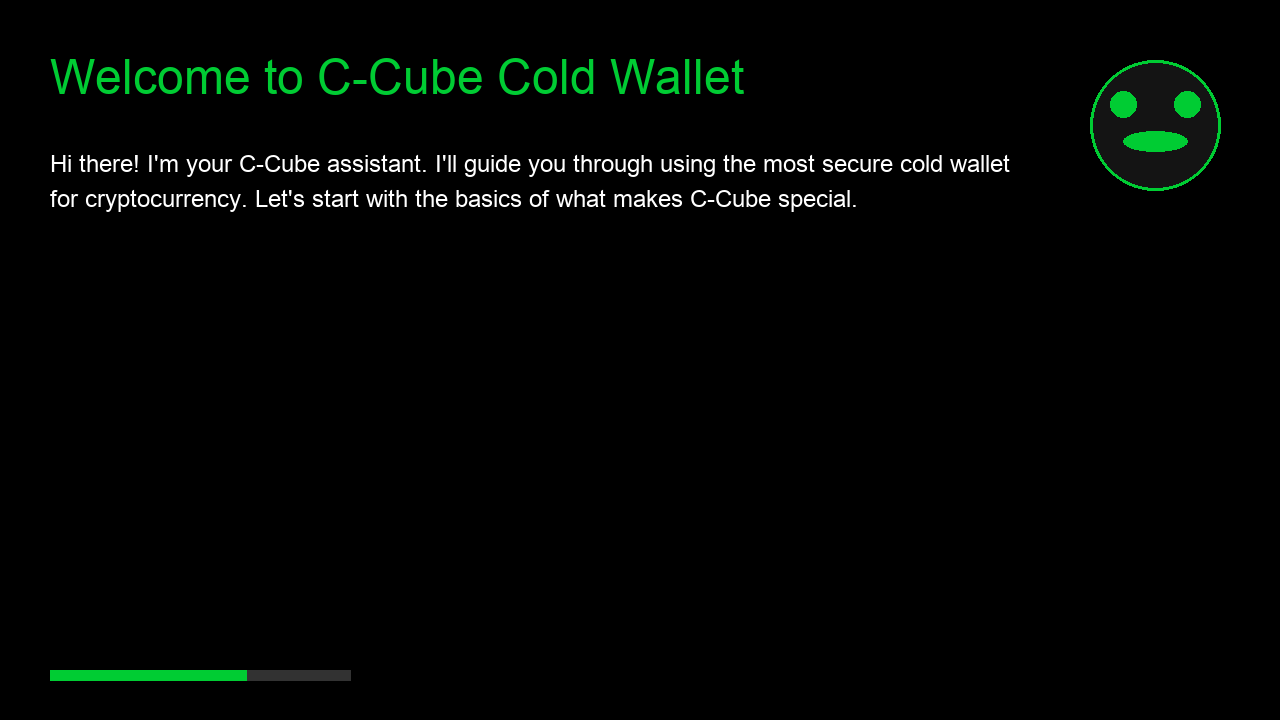 Welcome to C-Cube Cold Wallet
Hi there! I'm your C-Cube assistant. I'll guide you through using the most secure cold wallet
for cryptocurrency. Let's start with the basics of what makes C-Cube special.